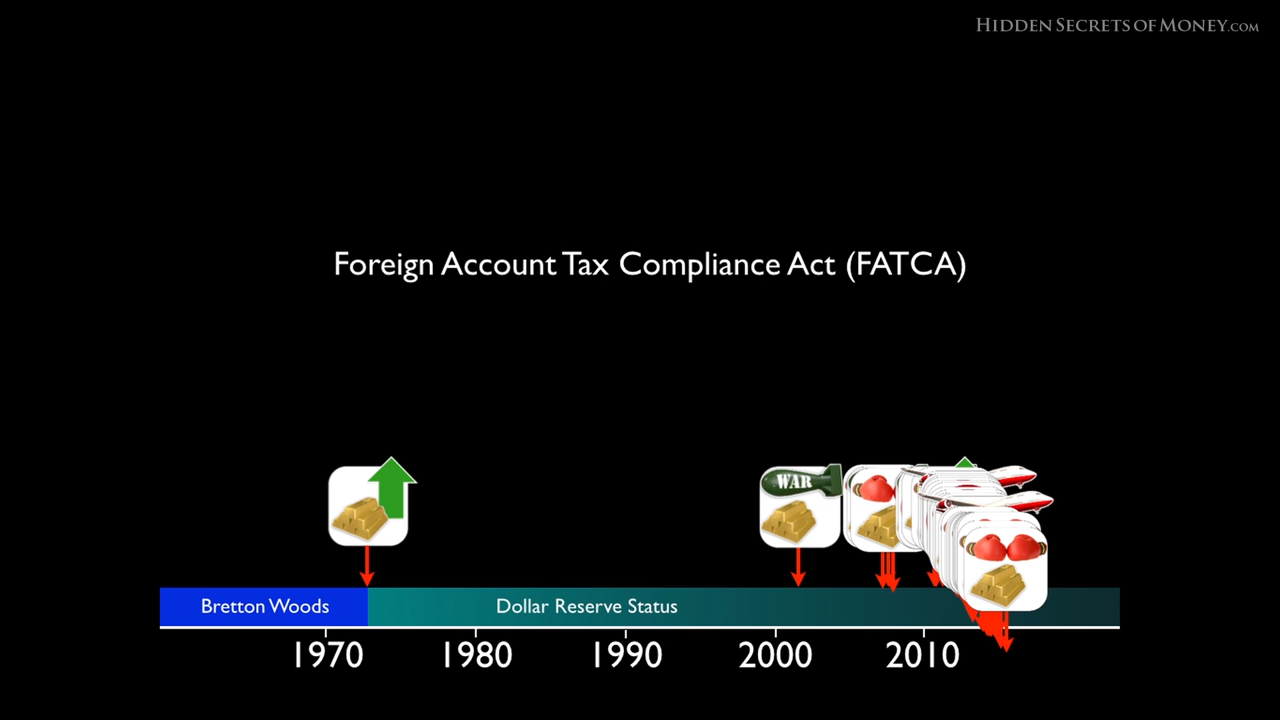 HIDDEN SECRETS OF MONEY.COM
Foreign Account Tax Compliance Act (FATCA)
WAR
Bretton Woods
Dollar Reserve Status
1970
1980
1990
2000
2010